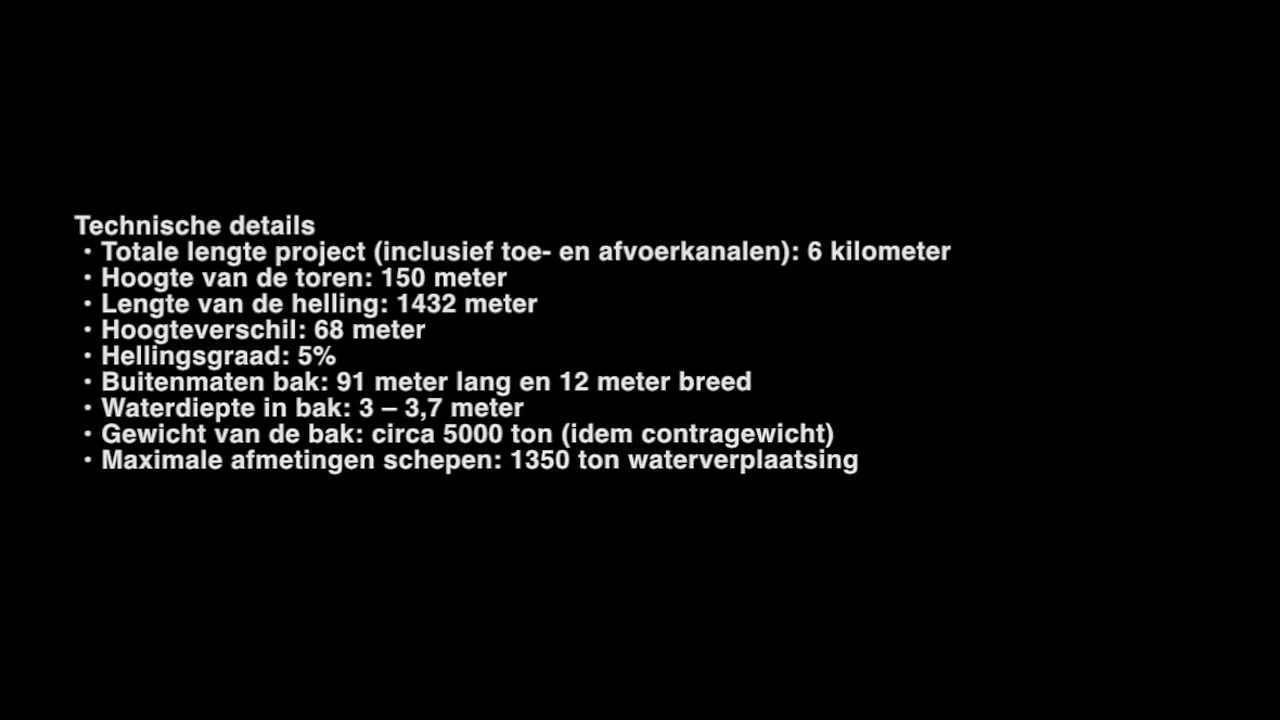 Technische details
• Totale lengte project (inclusief toe- en afvoerkanalen): 6 kilometer
• Hoogte van de toren: 150 meter
• Lengte van de helling: 1432 meter
• Hoogteverschil: 68 meter
• Hellingsgraad: 5%
• Buitenmaten bak: 91 meter lang en 12 meter breed
• Waterdiepte in bak: 3 – 3,7 meter
• Gewicht van de bak: circa 5000 ton (idem contragewicht)
• Maximale afmetingen schepen: 1350 ton waterverplaatsing